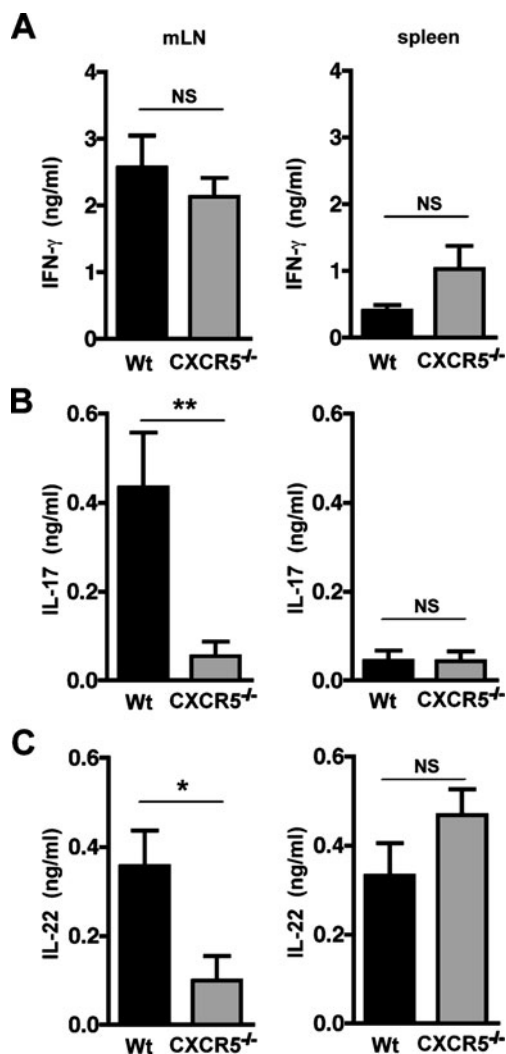 A
mLN
spleen
IFN-γ (ng/ml)
4
3
2
1
0
NS
Wt
CXCR5-/-
IFN-γ (ng/ml)
4
3
2
1
0
NS
Wt
CXCR5-/-
B
IL-17 (ng/ml)
0.6
0.4
0.2
0.0
**
Wt
CXCR5-/-
IL-17 (ng/ml)
0.6
0.4
0.2
0.0
NS
Wt
CXCR5-/-
C
IL-22 (ng/ml)
0.6
0.4
0.2
0.0
*
Wt
CXCR5-/-
IL-22 (ng/ml)
0.6
0.4
0.2
0.0
NS
Wt
CXCR5-/-